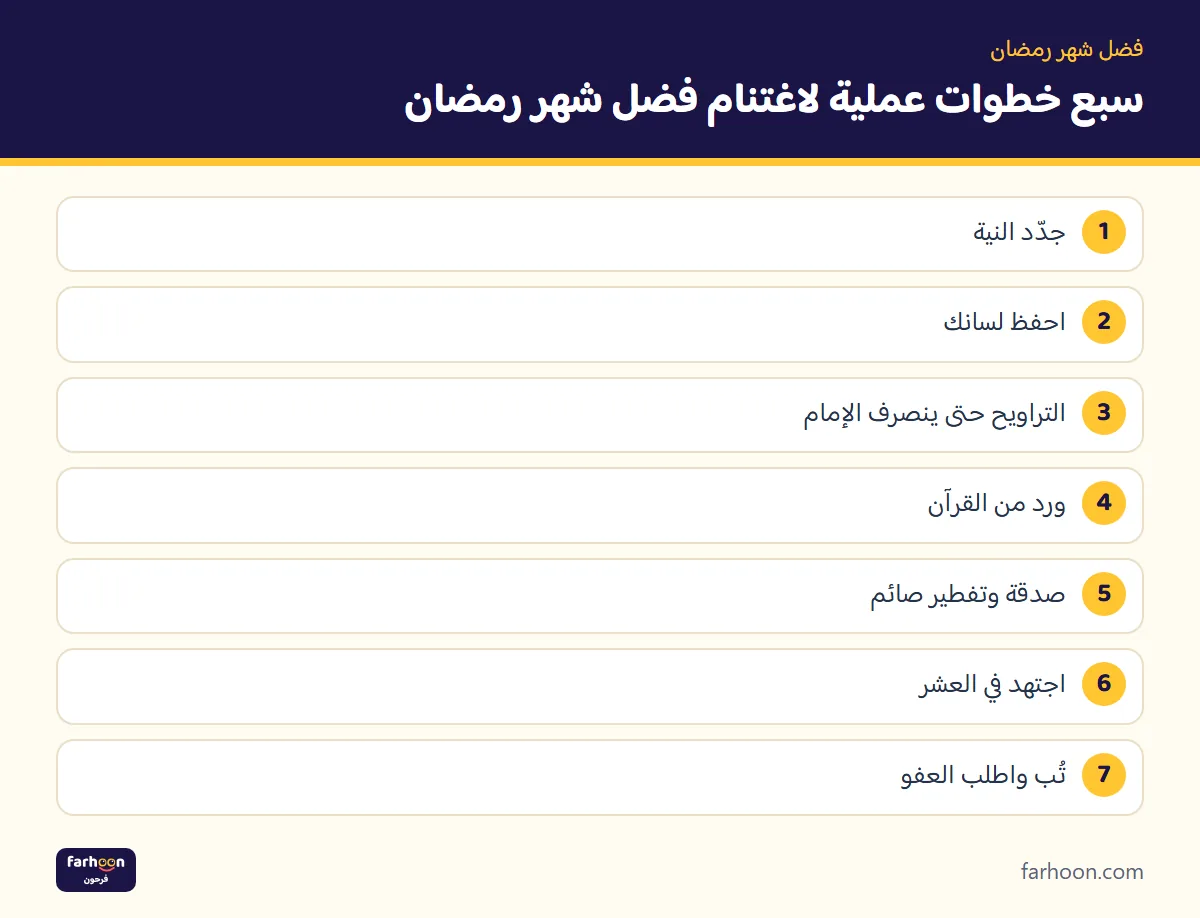 فضل شهر رمضان
سبع خطوات عملية لاغتنام فضل شهر رمضان
1 جدّد النية
2 احفظ لسانك
3 التراويح حتى ينصرف الإمام
4 ورد من القرآن
5 صدقة وتفطير صائم
6 اجتهد في العشر
7 تُب واطلب العفو
farhoon.com
farhoon
فرحون